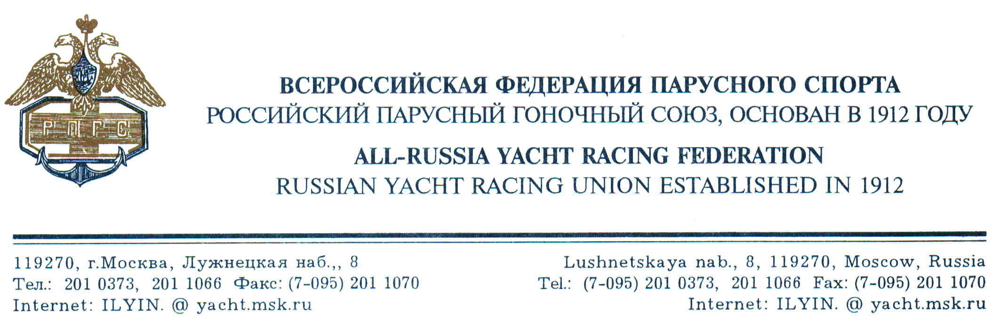 ВСЕРОССИЙСКАЯ ФЕДЕРАЦИЯ ПАРУСНОГО СПОРТА
РОССИЙСКИЙ ПАРУСНЫЙ ГОНОЧНЫЙ СОЮЗ, ОСНОВАН В 1912 ГОДУ
ALL-RUSSIA YACHT RACING FEDERATION
RUSSIAN YACHT RACING UNION ESTABLISHED IN 1912
Р П Г С
119270, г.Москва, Лужнецкая наб.,, 8
Тел.: 201 0373, 201 1066 Факс: (7-095) 201 1070
Internet: ILYIN. @ yacht.msk.ru
Lushnetskaya nab., 8, 119270, Moscow, Russia
Tel.: (7-095) 201 0373, 201 1066 Fax: (7-095) 201 1070
Internet: ILYIN. @ yacht.msk.ru